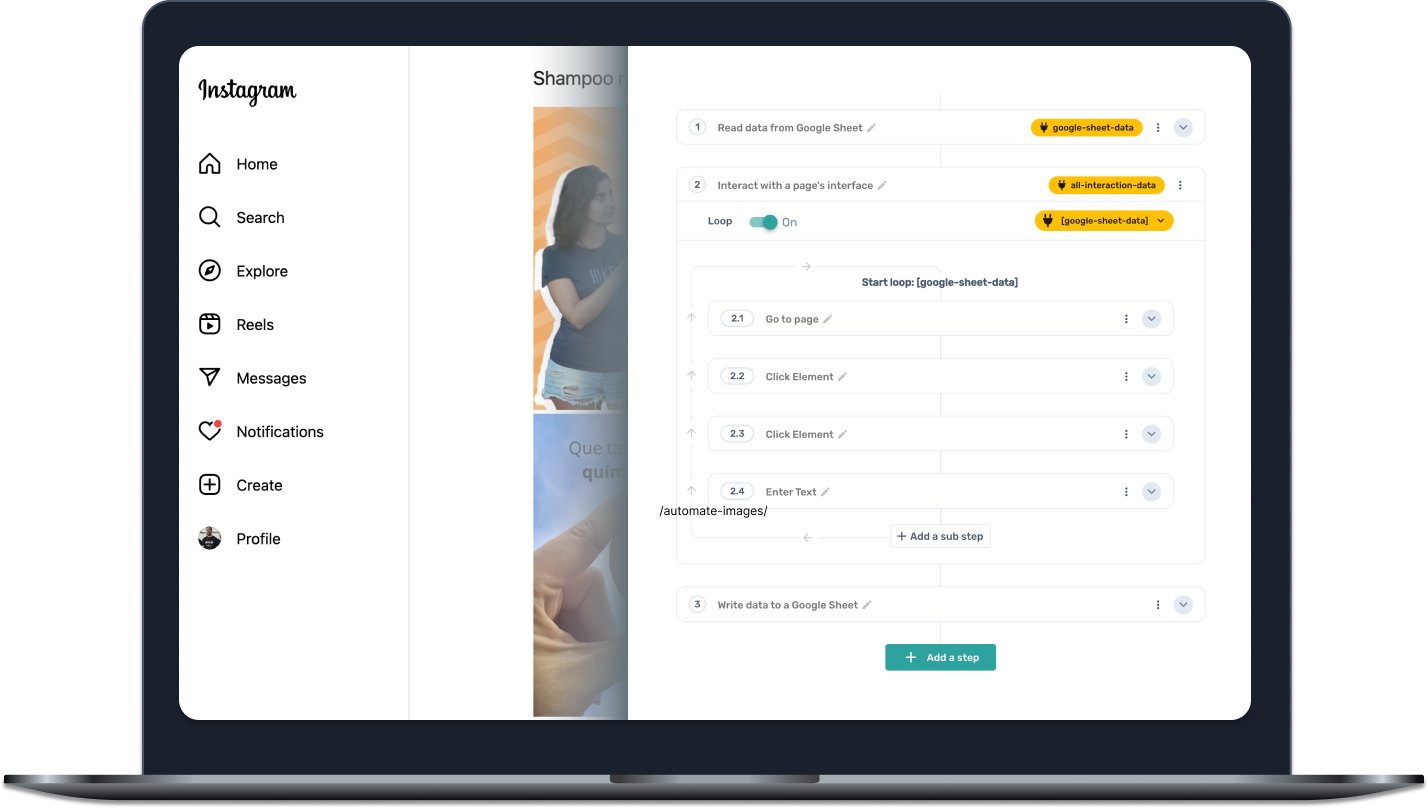 Instagram
Home
Search
Explore
Reels
Messages
Notifications
Create
Profile
Shampoo
Que ta
quím
1 Read data from Google Sheet google-sheet-data
2 Interact with a page's interface all-interaction-data
Loop On [google-sheet-data]
Start loop: [google-sheet-data]
2.1 Go to page
2.2 Click Element
2.3 Click Element
2.4 Enter Text
/automate-images/
+ Add a sub step
3 Write data to a Google Sheet
+ Add a step